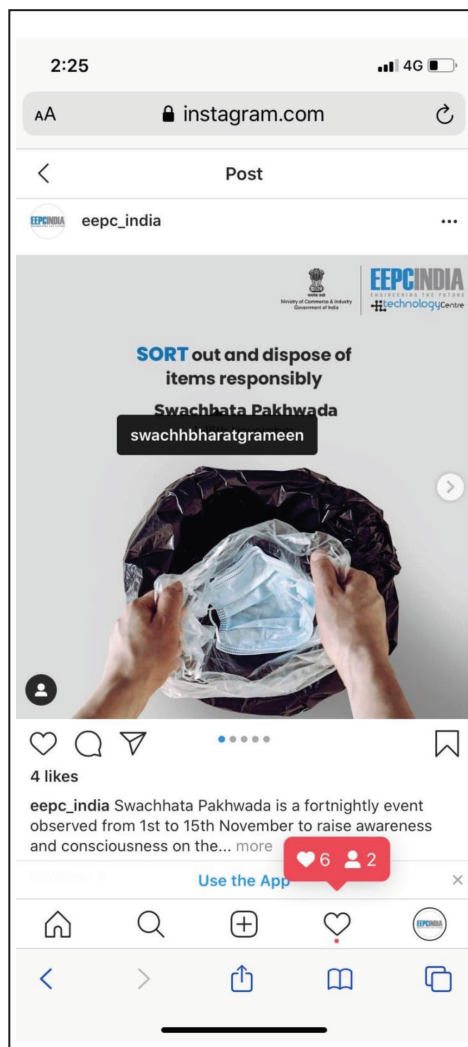 2:25
4G
AA
instagram.com
Post
EEPCINDIA
eepc_india
Ministry of Commerce & Industry
Government of India
EEPCINDIA
ENGINEERING THE FUTURE
technologyCentre
SORT out and dispose of
items responsibly
Swachhata Pakhwada
swachhbharatgrameen
4 likes
eepc_india Swachhata Pakhwada is a fortnightly event
observed from 1st to 15th November to raise awareness
and consciousness on the... more
6 2
Use the App
EEPCINDIA